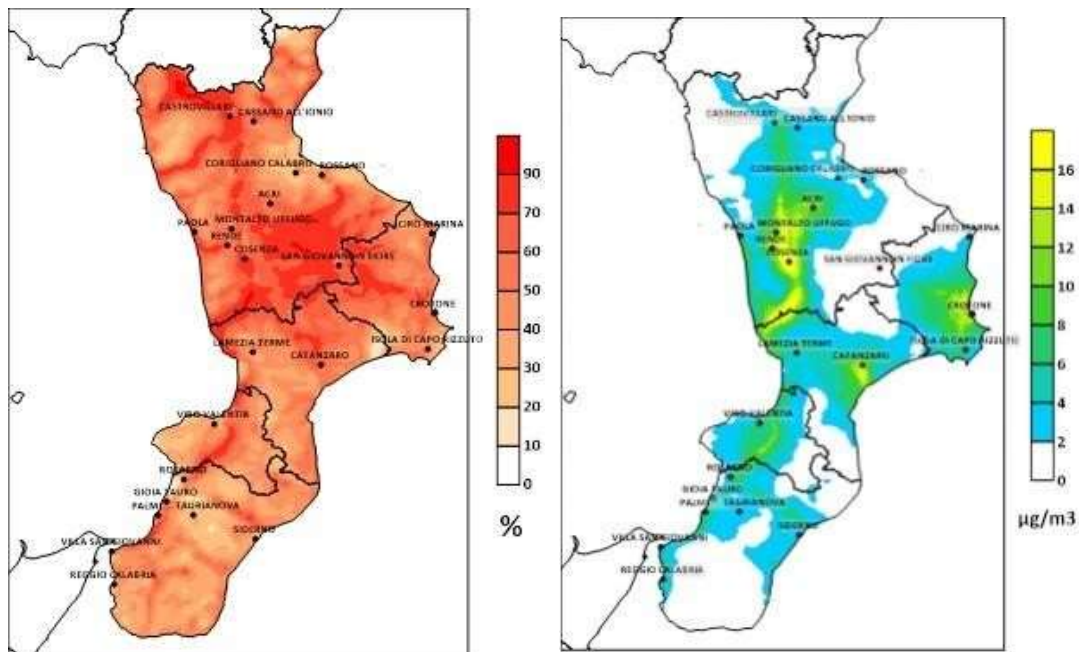 CASTROVILLARI
CASSANO ALL'IONIO
CORIGLIANO CALABRO
ROSSANO
ACRI
PAOLA
MONTALTO UFFUGO
RENDE
COSENZA
CIRO MARINA
SAN GIOVANNI IN FIORE
CROTONE
LAMEZIA TERME
ISOLA DI CAPO RIZZUTO
CATANZARO
VIBO VALENTIA
ROSARNO
GIOIA TAURO
PALMI
TAURIANOVA
SIDERNO
VILLA SAN GIOVANNI
REGGIO CALABRIA
90
70
60
50
40
30
20
10
0
%
CASTROVILLARI
CASSANO ALL'IONIO
CORIGLIANO CALABRO
ROSSANO
ACRI
MONTALTO UFFUGO
PAOLA
RENDE
COSENZA
CIRO MARINA
SAN GIOVANNI IN FIORE
CROTONE
LAMEZIA TERME
ISOLA DI CAPO RIZZUTO
CATANZARO
VIBO VALENTIA
ROSARNO
GIOIA TAURO
PALMI
TAURIANOVA
SIDERNO
VILLA SAN GIOVANNI
REGGIO CALABRIA
16
14
12
10
8
6
4
2
0
µg/m3